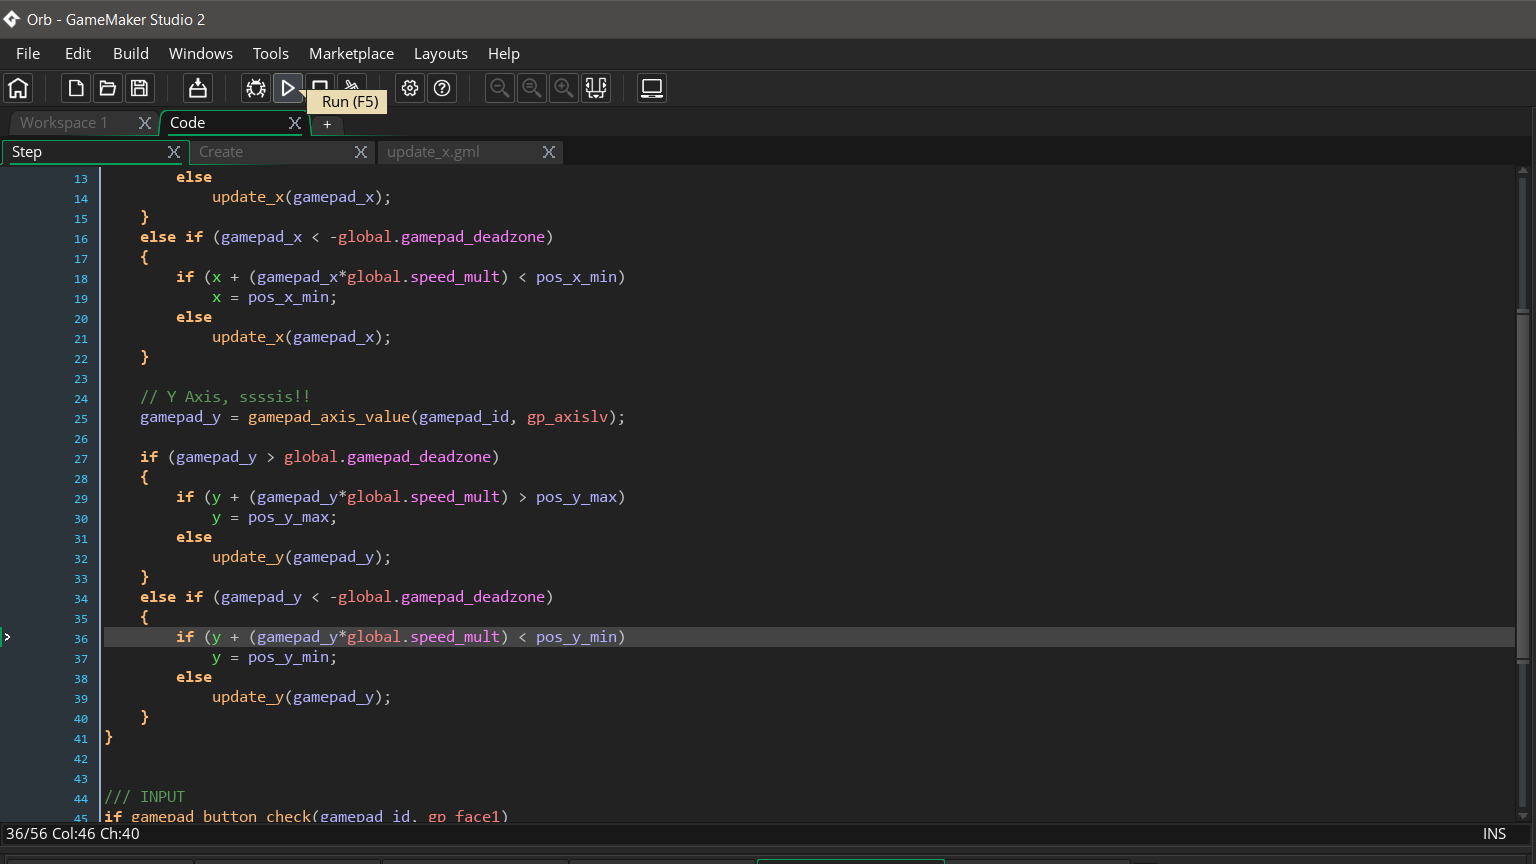 Orb - GameMaker Studio 2
File Edit Build Windows Tools Marketplace Layouts Help
Run (F5)
Workspace 1 Code +
Step Create update_x.gml
13 else
14 update_x(gamepad_x);
15 }
16 else if (gamepad_x < -global.gamepad_deadzone)
17 {
18 if (x + (gamepad_x*global.speed_mult) < pos_x_min)
19 x = pos_x_min;
20 else
21 update_x(gamepad_x);
22 }
23
24 // Y Axis, ssssis!!
25 gamepad_y = gamepad_axis_value(gamepad_id, gp_axislv);
26
27 if (gamepad_y > global.gamepad_deadzone)
28 {
29 if (y + (gamepad_y*global.speed_mult) > pos_y_max)
30 y = pos_y_max;
31 else
32 update_y(gamepad_y);
33 }
34 else if (gamepad_y < -global.gamepad_deadzone)
35 {
36 if (y + (gamepad_y*global.speed_mult) < pos_y_min)
37 y = pos_y_min;
38 else
39 update_y(gamepad_y);
40 }
41 }
42
43
44 /// INPUT
45 if gamepad_button_check(gamepad_id, gp_face1)
36/56 Col:46 Ch:40 INS